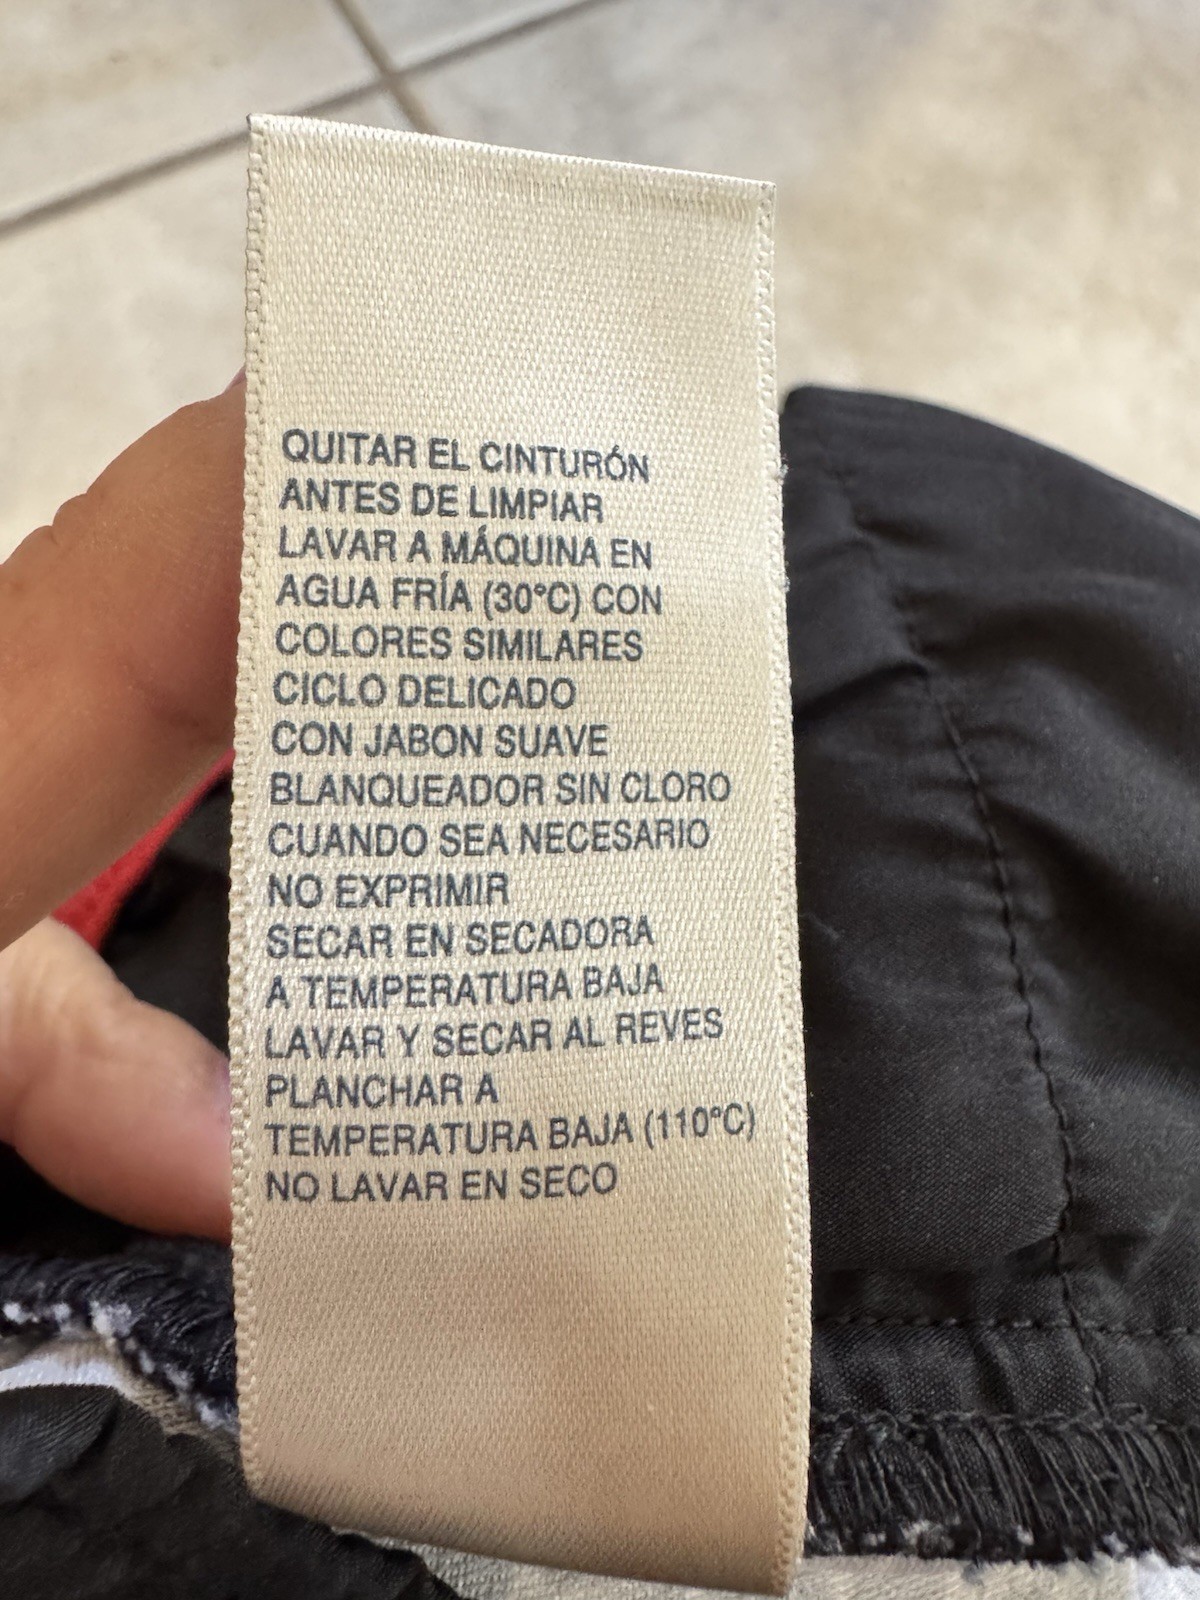 QUITAR EL CINTURÓN
ANTES DE LIMPIAR
LAVAR A MÁQUINA EN
AGUA FRÍA (30°C) CON
COLORES SIMILARES
CICLO DELICADO
CON JABON SUAVE
BLANQUEADOR SIN CLORO
CUANDO SEA NECESARIO
NO EXPRIMIR
SECAR EN SECADORA
A TEMPERATURA BAJA
LAVAR Y SECAR AL REVES
PLANCHAR A
TEMPERATURA BAJA (110°C)
NO LAVAR EN SECO